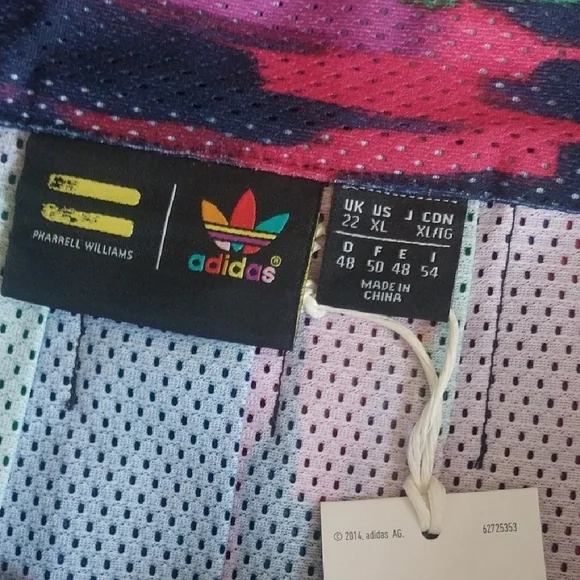 PHARRELL WILLIAMS
adidas®
UK US J CDN
22 XL XL/TG
D F E I
48 50 48 54
MADE IN
CHINA
© 2014, adidas AG.
62725353